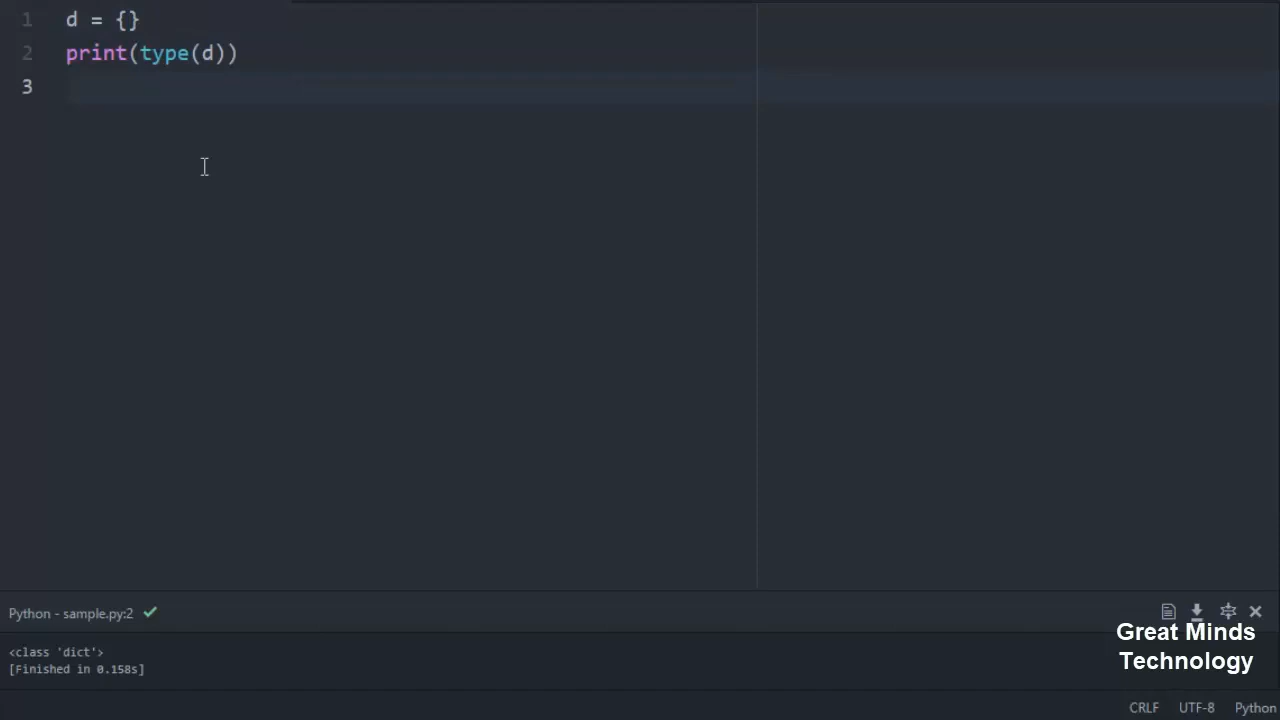 1 d = {}
2 print(type(d))
3
Python - sample.py:2
<class 'dict'>
[Finished in 0.158s]
Great Minds
Technology
CRLF UTF-8 Python